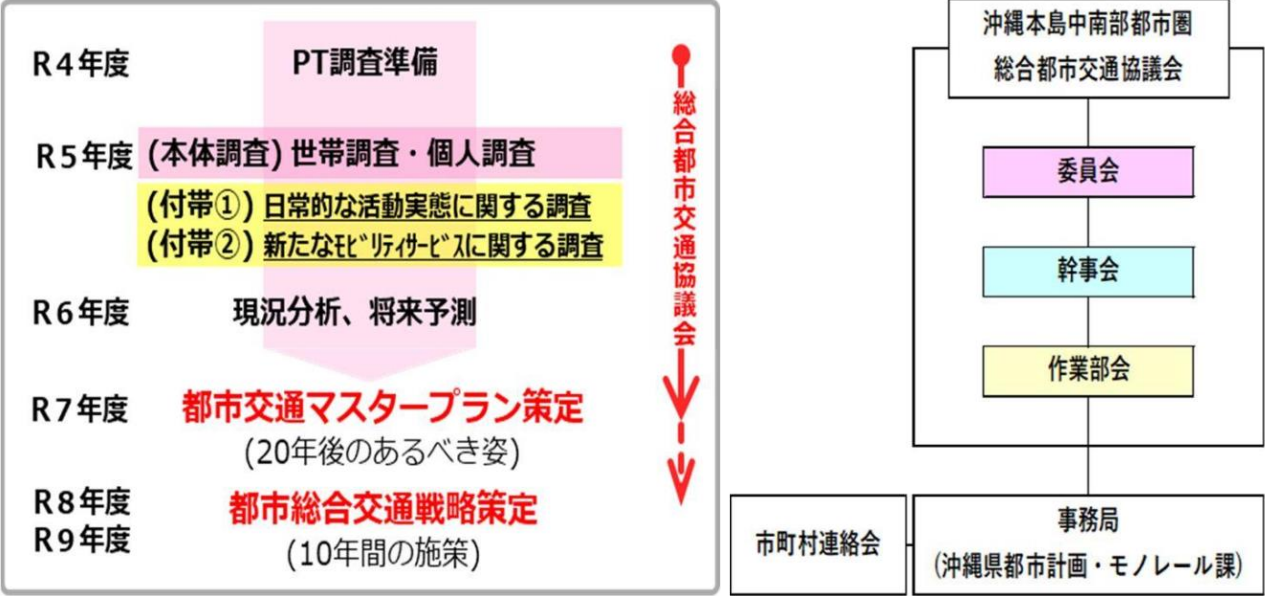 R4年度 PT調査準備
R5年度 (本体調査) 世帯調査・個人調査
(付帯①) 日常的な活動実態に関する調査
(付帯②) 新たなﾓﾋﾞﾘﾃｨｻｰﾋﾞｽに関する調査
R6年度 現況分析、将来予測
R7年度 都市交通マスタープラン策定
(20年後のあるべき姿)
R8年度 都市総合交通戦略策定
R9年度 (10年間の施策)
総合都市交通協議会
沖縄本島中南部都市圏
総合都市交通協議会
委員会
幹事会
作業部会
市町村連絡会
事務局
(沖縄県都市計画・モノレール課)